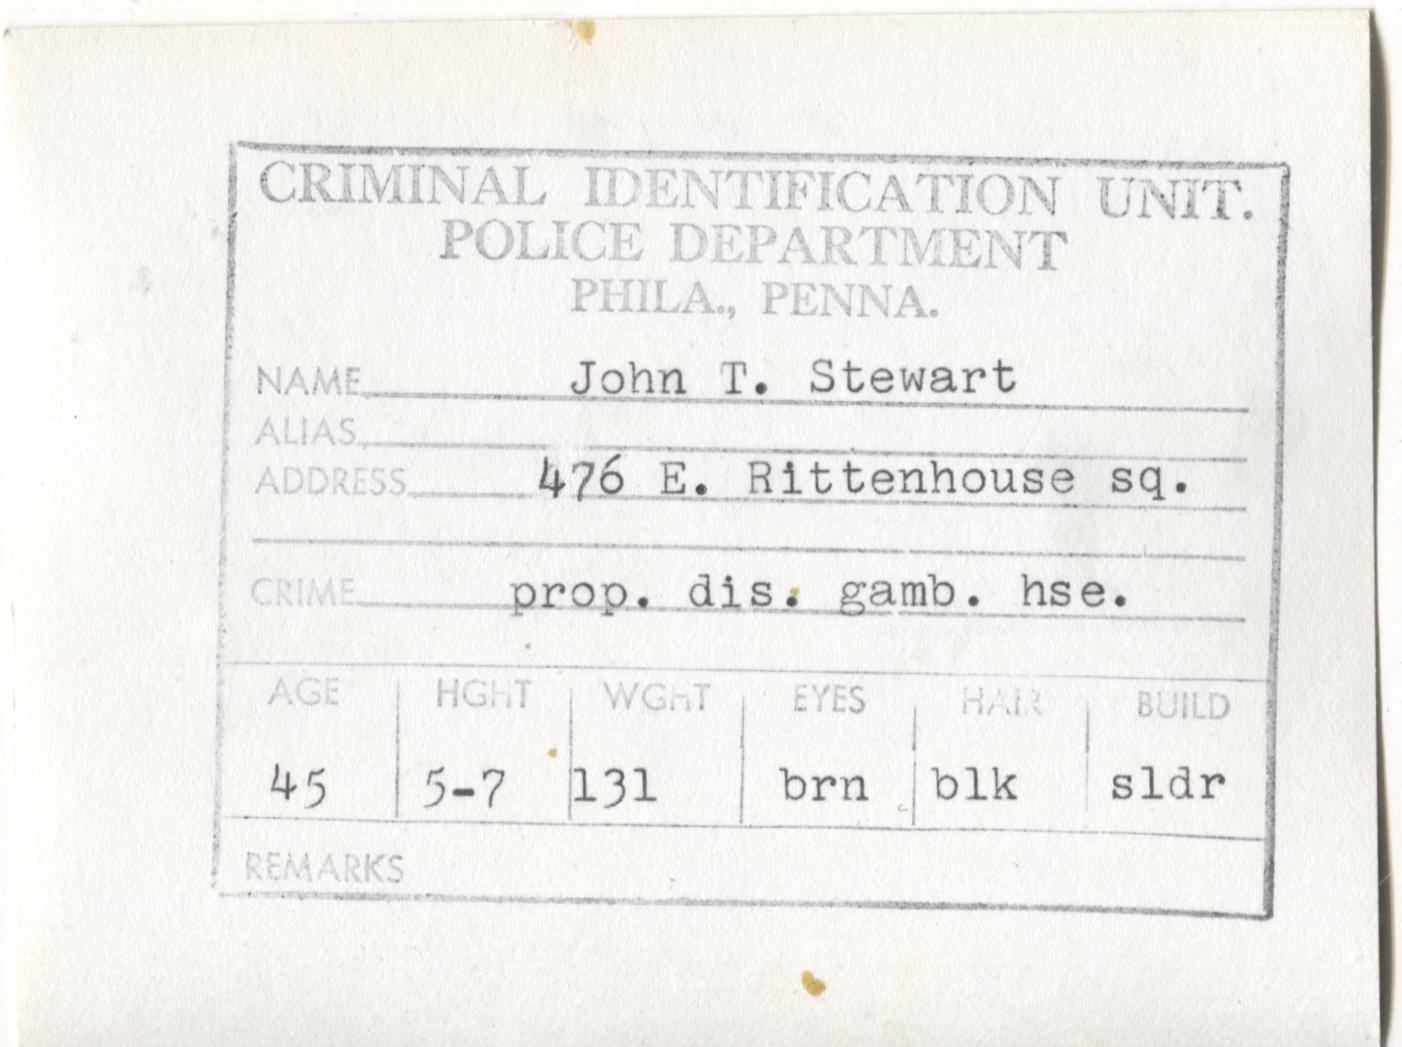 CRIMINAL IDENTIFICATION UNIT.
POLICE DEPARTMENT
PHILA., PENNA.
NAME John T. Stewart
ALIAS
ADDRESS 476 E. Rittenhouse sq.
CRIME prop. dis. gamb. hse.
AGE HGHT WGHT EYES HAIR BUILD
45 5-7 131 brn blk sldr
REMARKS